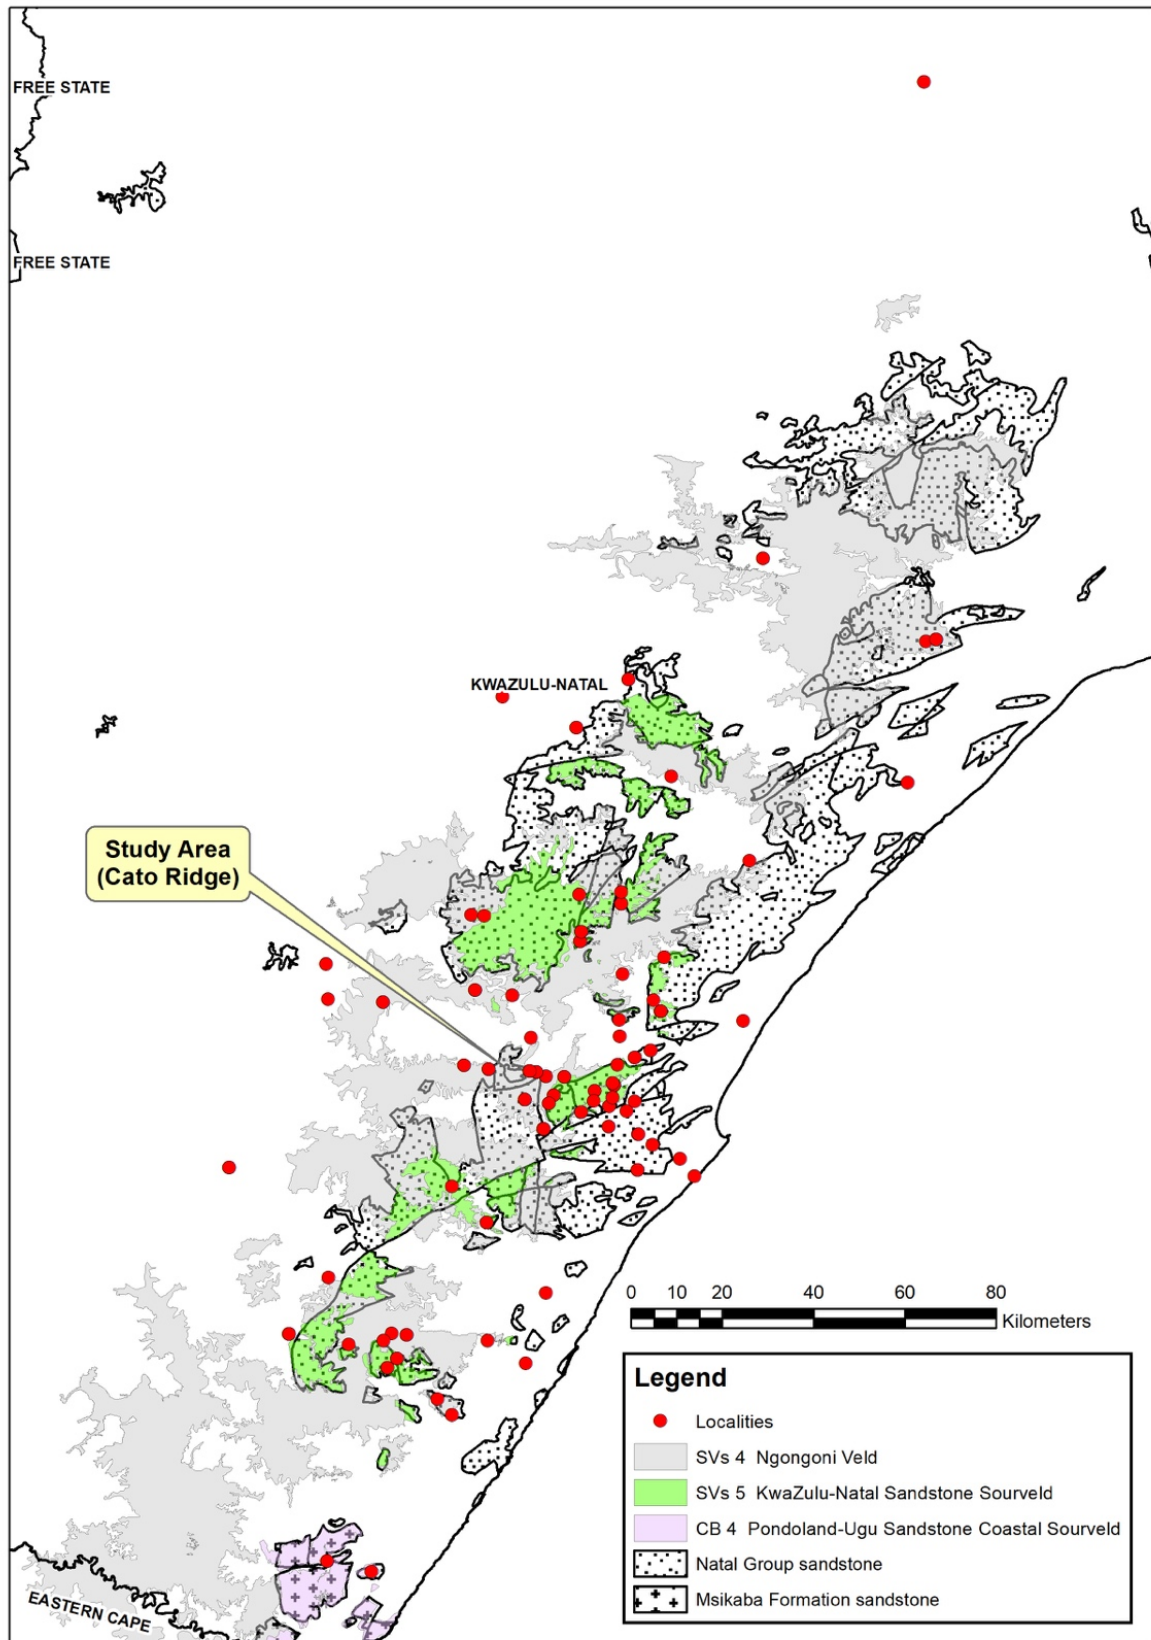 FREE STATE
FREE STATE
KWAZULU-NATAL
Study Area
(Cato Ridge)
0 10 20 40 60 80
Kilometers
Legend
Localities
SVs 4 Ngongoni Veld
SVs 5 KwaZulu-Natal Sandstone Sourveld
CB 4 Pondoland-Ugu Sandstone Coastal Sourveld
Natal Group sandstone
Msikaba Formation sandstone
EASTERN CAPE